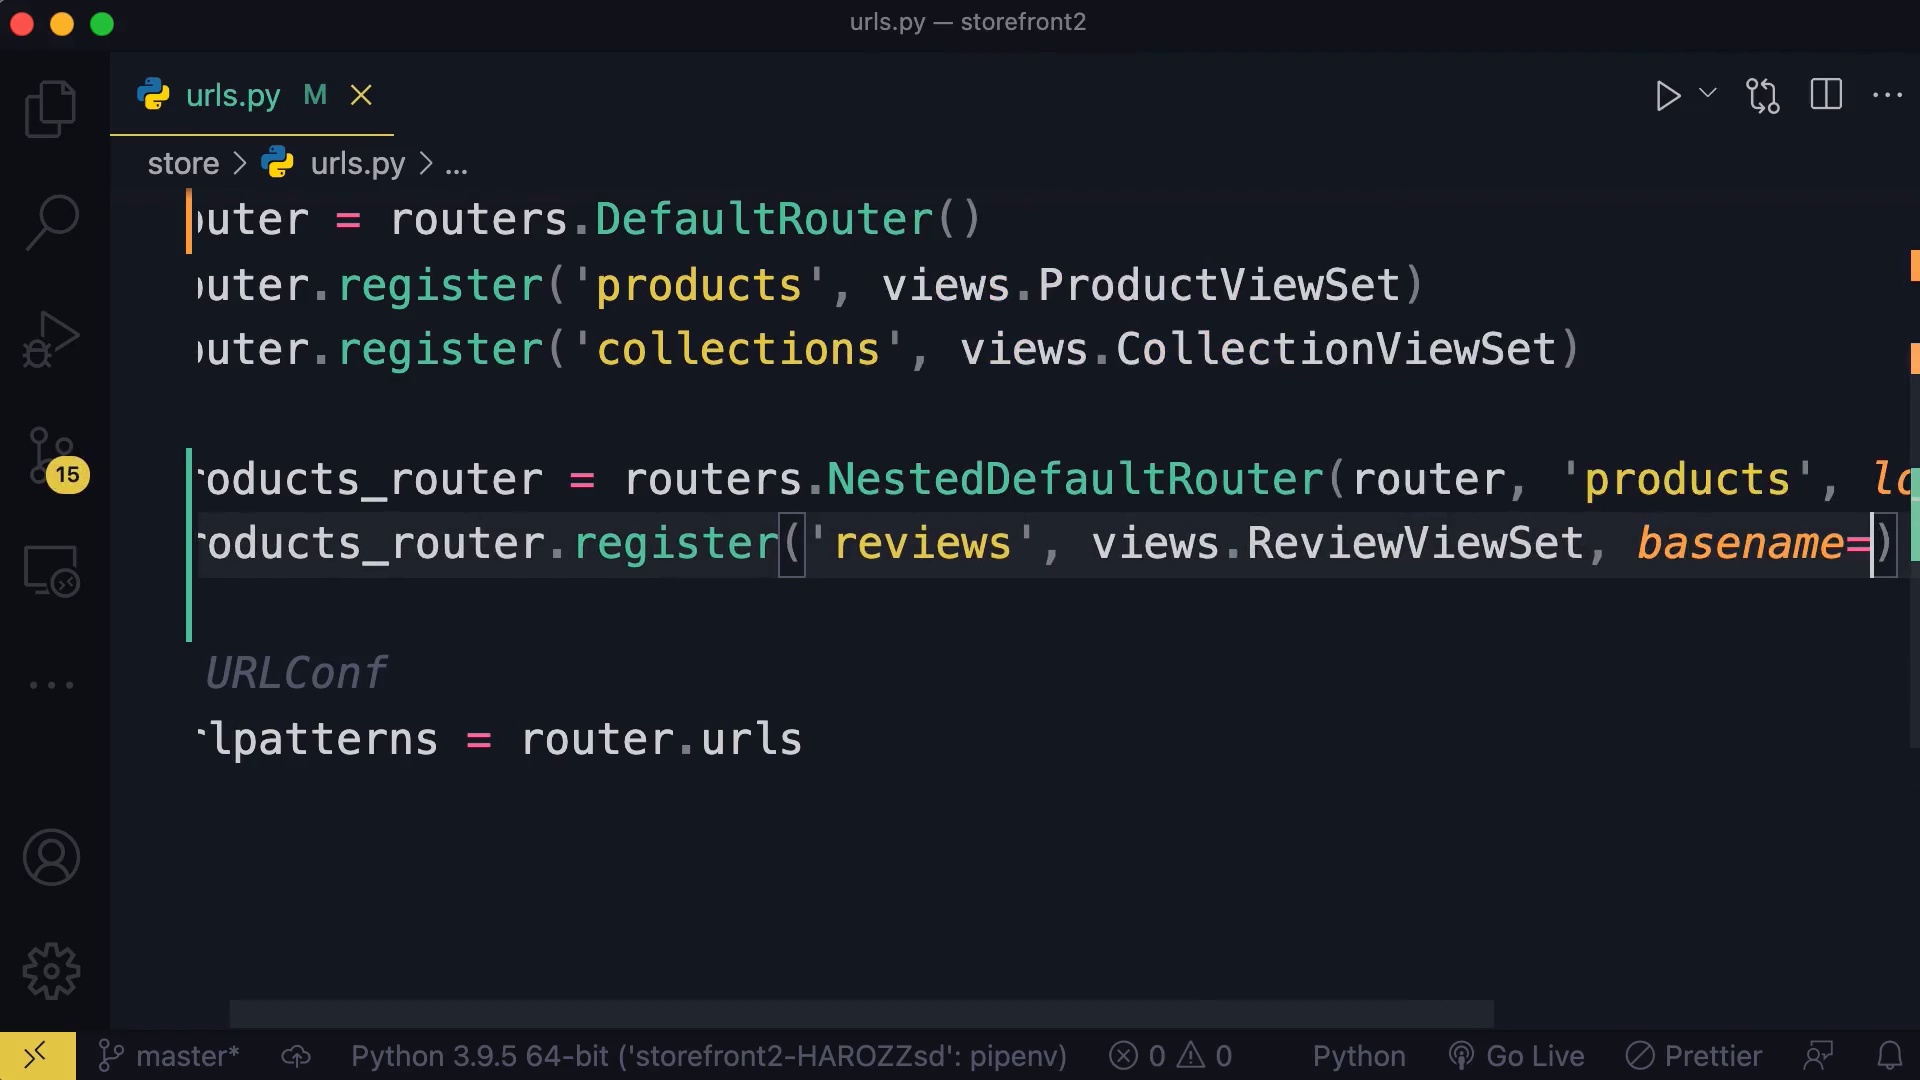 urls.py — storefront2
urls.py M
store > urls.py > ...
outer = routers.DefaultRouter()
outer.register('products', views.ProductViewSet)
outer.register('collections', views.CollectionViewSet)
roducts_router = routers.NestedDefaultRouter(router, 'products', lo
roducts_router.register('reviews', views.ReviewViewSet, basename=)
URLConf
rlpatterns = router.urls
15
master* Python 3.9.5 64-bit ('storefront2-HAROZZsd': pipenv) 0 0 Python Go Live Prettier